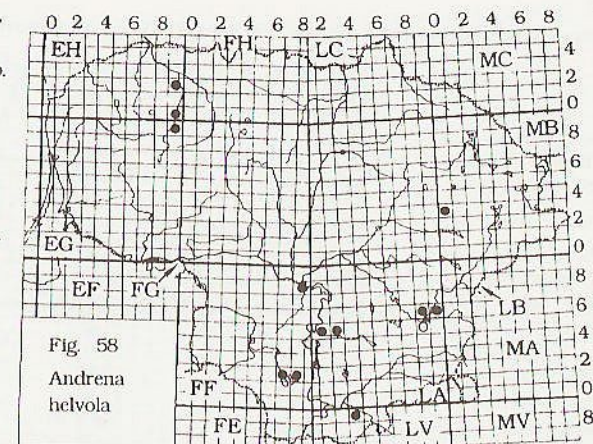 0 2 4 6 8 0 2 4 6 8 2 4 6 8 0 2 4 6 8
EH FH LC MC
4
2
0
MB
8
6
4
2
EG
0
8
EF FG LB
6
Fig. 58
MA
4
Andrena
2
helvola FF LA
0
FE LV MV 8